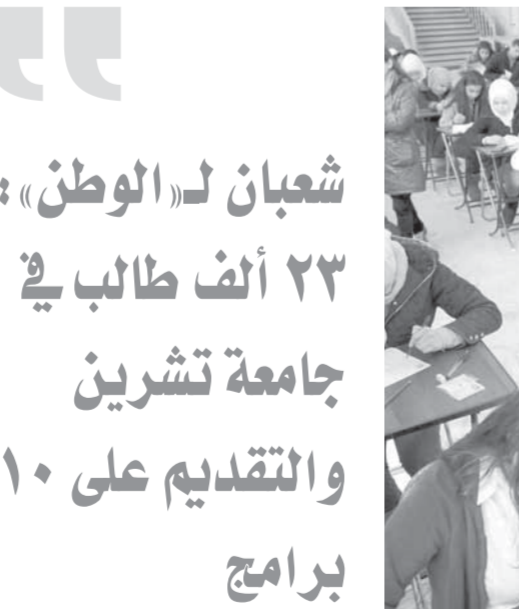 شعبان لـ«الوطن»:
٢٣ ألف طالب في
جامعة تشرين
والتقديم على ١٠
برامج